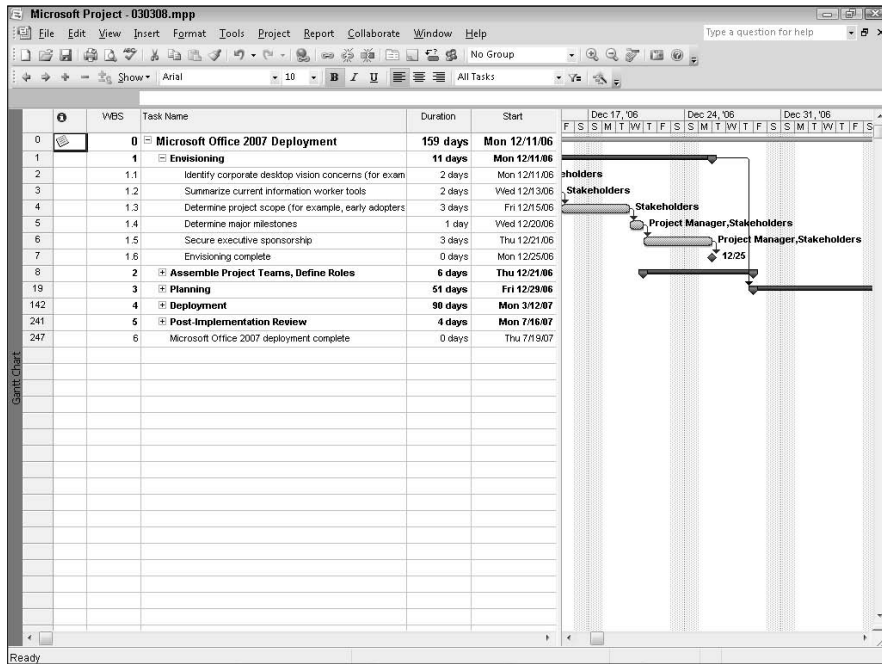 Microsoft Project - 030308.mpp
File Edit View Insert Format Tools Project Report Collaborate Window Help
Type a question for help
No Group
Show Arial 10 B I U All Tasks
WBS Task Name Duration Start
Dec 17, '06 Dec 24, '06 Dec 31, '06
F S S M T W T F S S M T W T F S S M T W T F S
0 0 Microsoft Office 2007 Deployment 159 days Mon 12/11/06
1 1 Envisioning 11 days Mon 12/11/06
2 1.1 Identify corporate desktop vision concerns (for exam 2 days Mon 12/11/06 eholders
3 1.2 Summarize current information worker tools 2 days Wed 12/13/06 Stakeholders
4 1.3 Determine project scope (for example, early adopters 3 days Fri 12/15/06 Stakeholders
5 1.4 Determine major milestones 1 day Wed 12/20/06 Project Manager,Stakeholders
6 1.5 Secure executive sponsorship 3 days Thu 12/21/06 Project Manager,Stakeholders
7 1.6 Envisioning complete 0 days Mon 12/25/06 12/25
8 2 Assemble Project Teams, Define Roles 6 days Thu 12/21/06
19 3 Planning 51 days Fri 12/29/06
142 4 Deployment 90 days Mon 3/12/07
241 5 Post-Implementation Review 4 days Mon 7/16/07
247 6 Microsoft Office 2007 deployment complete 0 days Thu 7/19/07
Gantt Chart
Ready